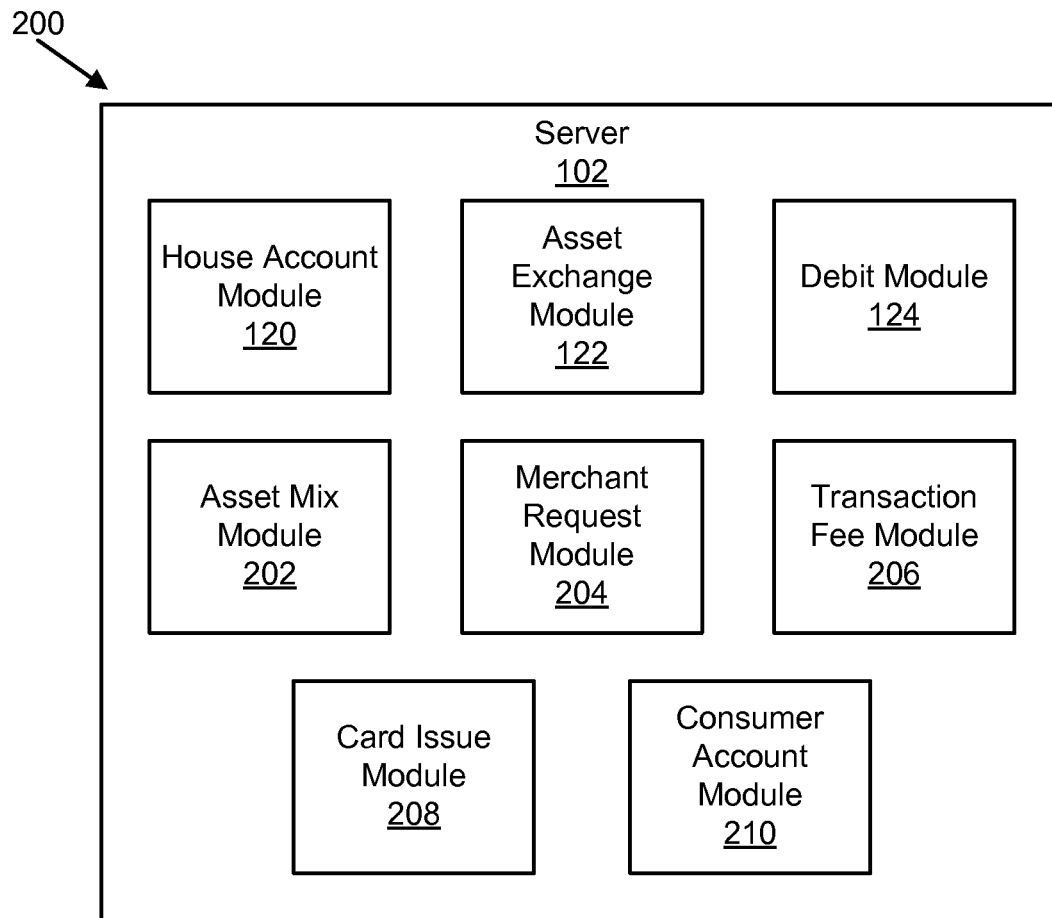 200
Server
102
House Account
Module
120
Asset
Exchange
Module
122
Debit Module
124
Asset Mix
Module
202
Merchant
Request
Module
204
Transaction
Fee Module
206
Card Issue
Module
208
Consumer
Account
Module
210